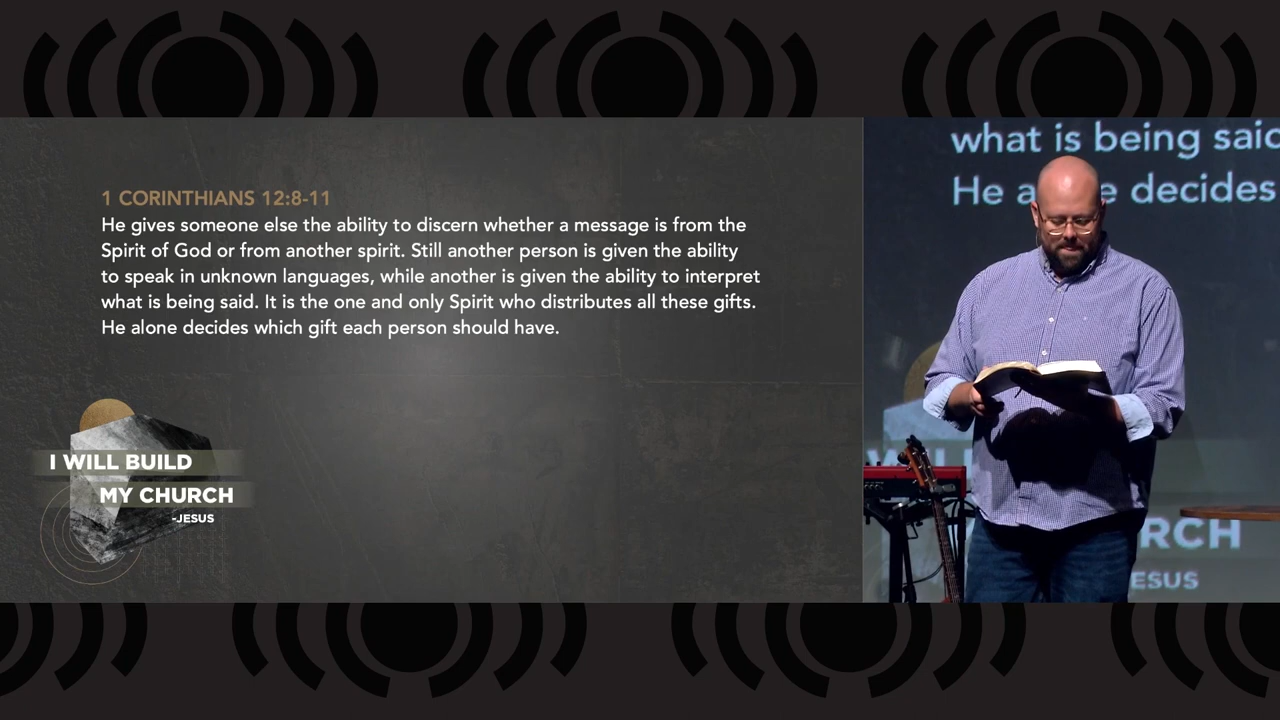 1 CORINTHIANS 12:8-11
He gives someone else the ability to discern whether a message is from the
Spirit of God or from another spirit. Still another person is given the ability
to speak in unknown languages, while another is given the ability to interpret
what is being said. It is the one and only Spirit who distributes all these gifts.
He alone decides which gift each person should have.
I WILL BUILD
MY CHURCH
-JESUS
what is being said
He alone decides
WILL
RCH
ESUS